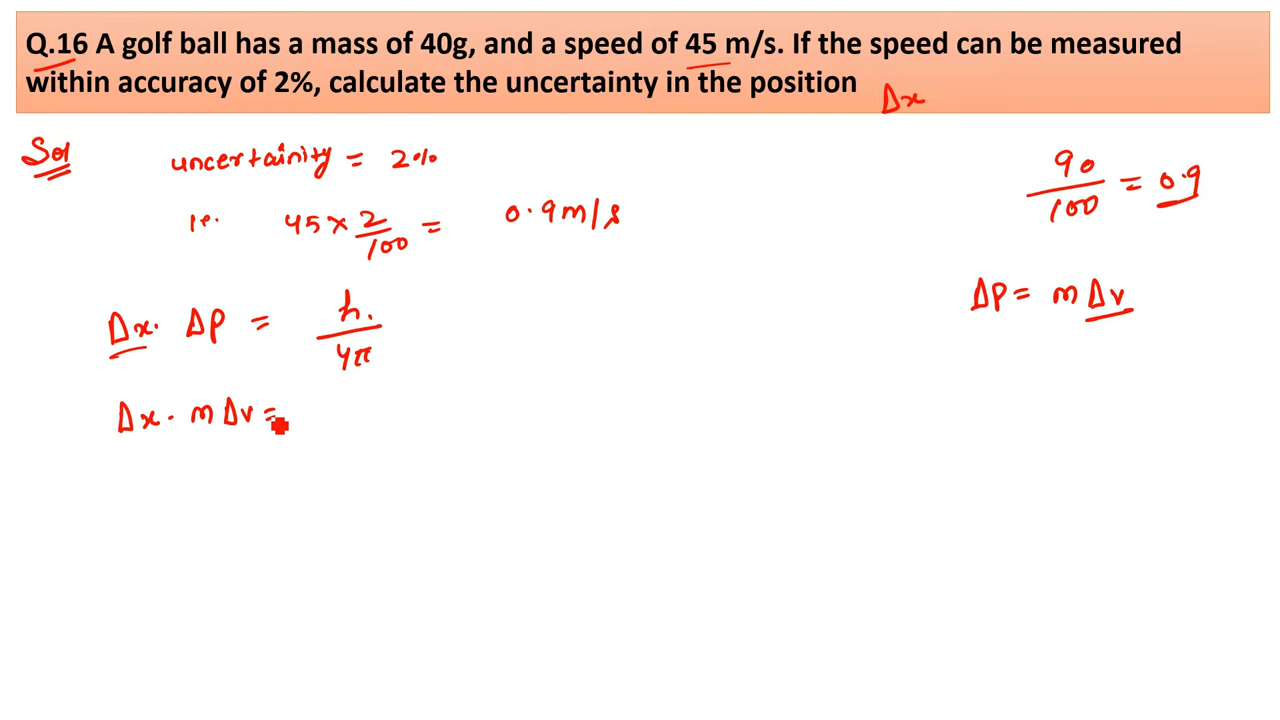 Q.16 A golf ball has a mass of 40g, and a speed of 45 m/s. If the speed can be measured
within accuracy of 2%, calculate the uncertainty in the position
Δx
Sol
uncertainity = 2%
90/100 = 0.9
i.e. 45 × 2/100 = 0.9 m/s
Δp = m Δv
Δx. Δp = h/4π
Δx. m Δv =